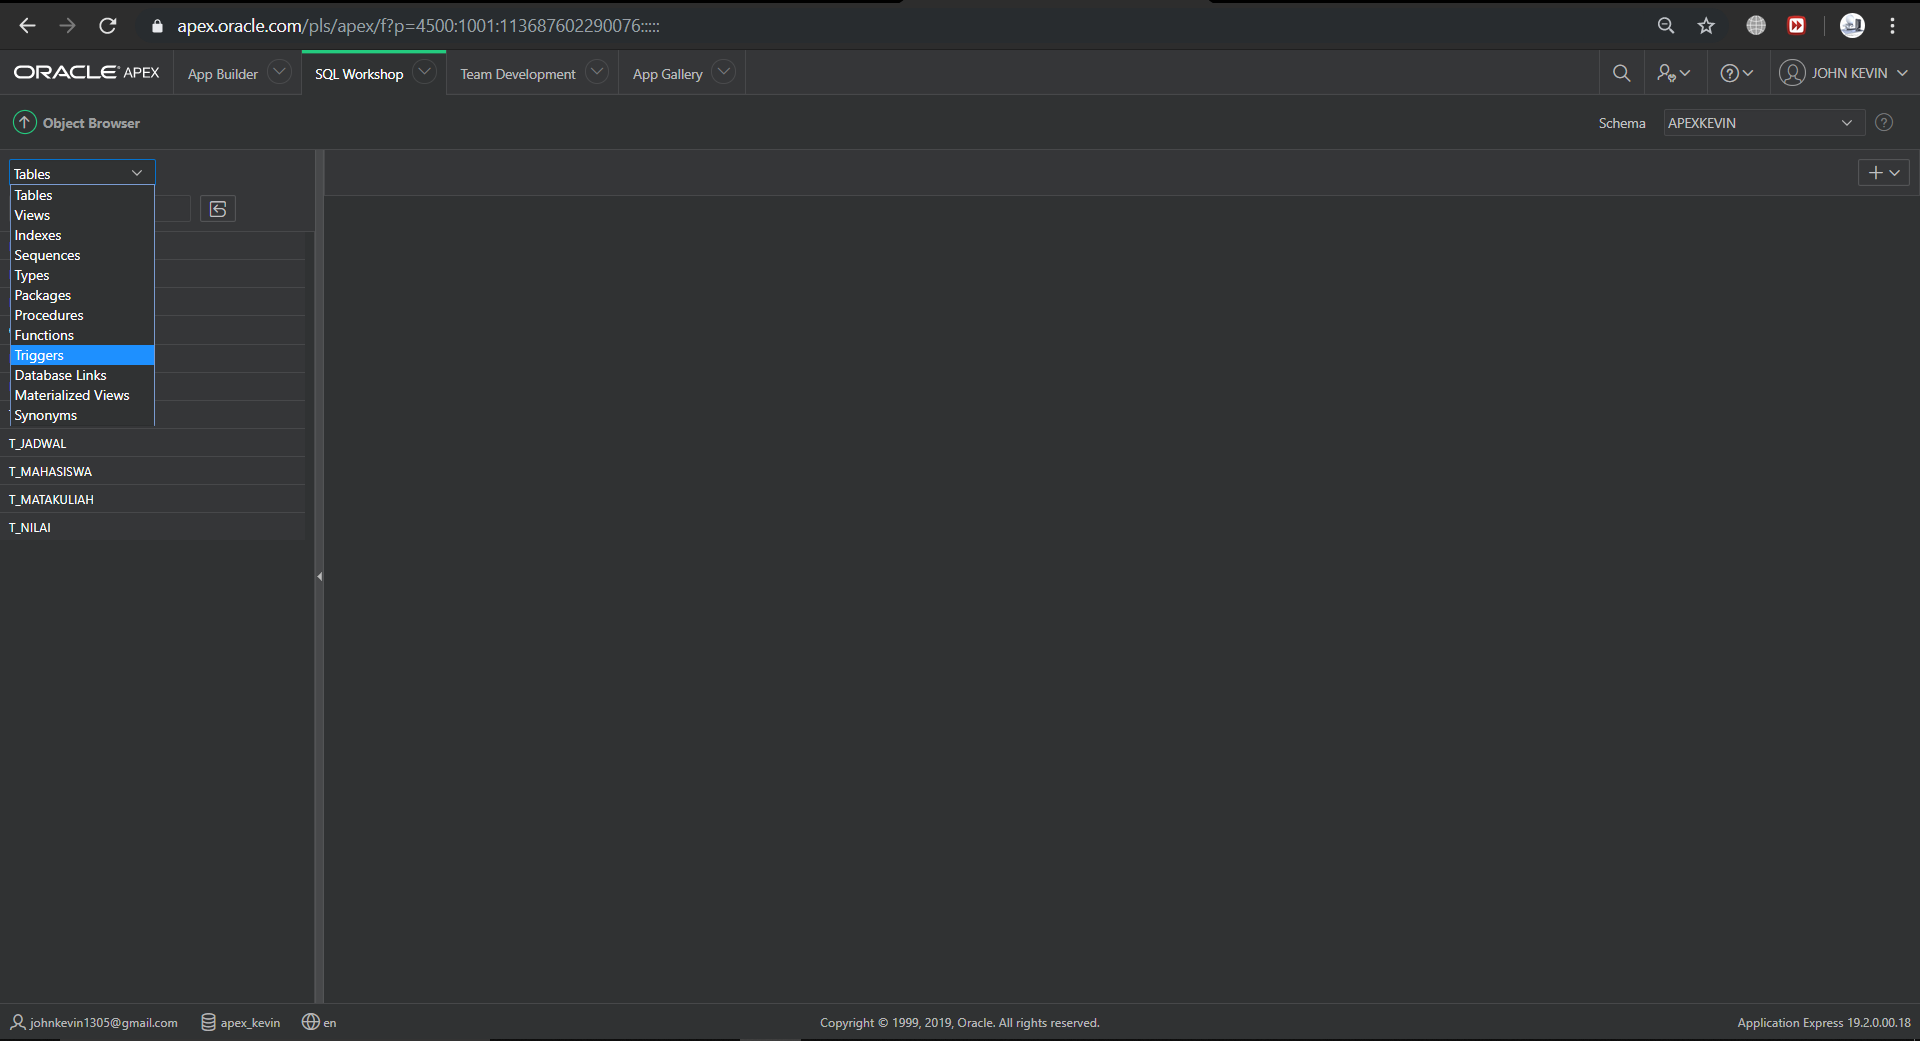 apex.oracle.com/pls/apex/f?p=4500:1001:113687602290076:::::
ORACLE APEX
App Builder
SQL Workshop
Team Development
App Gallery
JOHN KEVIN
Object Browser
Schema
APEXKEVIN
Tables
Tables
Views
Indexes
Sequences
Types
Packages
Procedures
Functions
Triggers
Database Links
Materialized Views
Synonyms
T_JADWAL
T_MAHASISWA
T_MATAKULIAH
T_NILAI
johnkevin1305@gmail.com
apex_kevin
en
Copyright © 1999, 2019, Oracle. All rights reserved.
Application Express 19.2.0.00.18